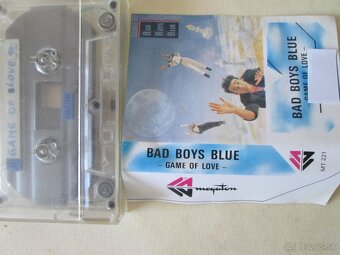 GAME OF LOVE
BAD
BOYS
BLUE
BAD BOYS BLUE
- GAME OF LOVE -
megaton
BAD BOYS BLUE
- GAME OF LOVE -
MT 221